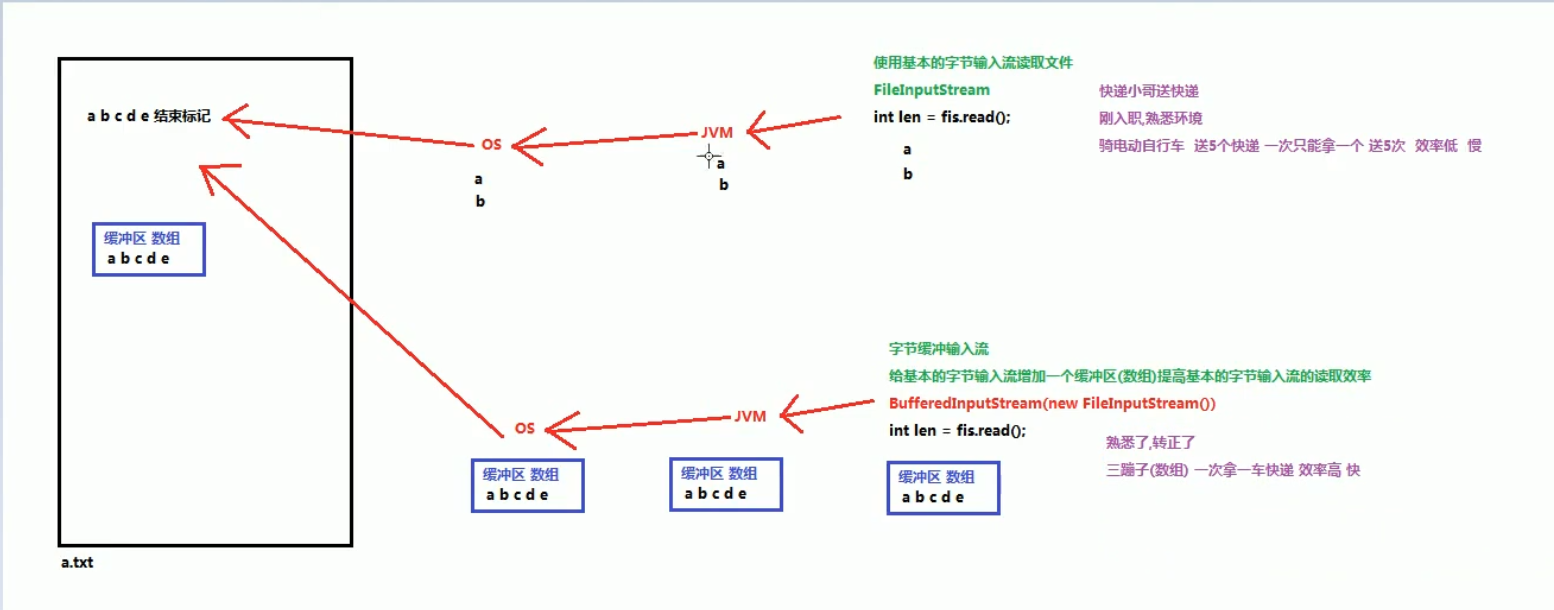 a b c d e 结束标记
OS
a
b
JVM
a
b
使用基本的字节输入流读取文件
FileInputStream
int len = fis.read();
a
b
快递小哥送快递
刚入职,熟悉环境
骑电动自行车 送5个快递 一次只能拿一个 送5次 效率低 慢
缓冲区 数组
a b c d e
字节缓冲输入流
给基本的字节输入流增加一个缓冲区(数组)提高基本的字节输入流的读取效率
BufferedInputStream(new FileInputStream())
int len = fis.read();
熟悉了,转正了
三蹦子(数组) 一次拿一车快递 效率高 快
OS
缓冲区 数组
a b c d e
JVM
缓冲区 数组
a b c d e
缓冲区 数组
a b c d e
a.txt